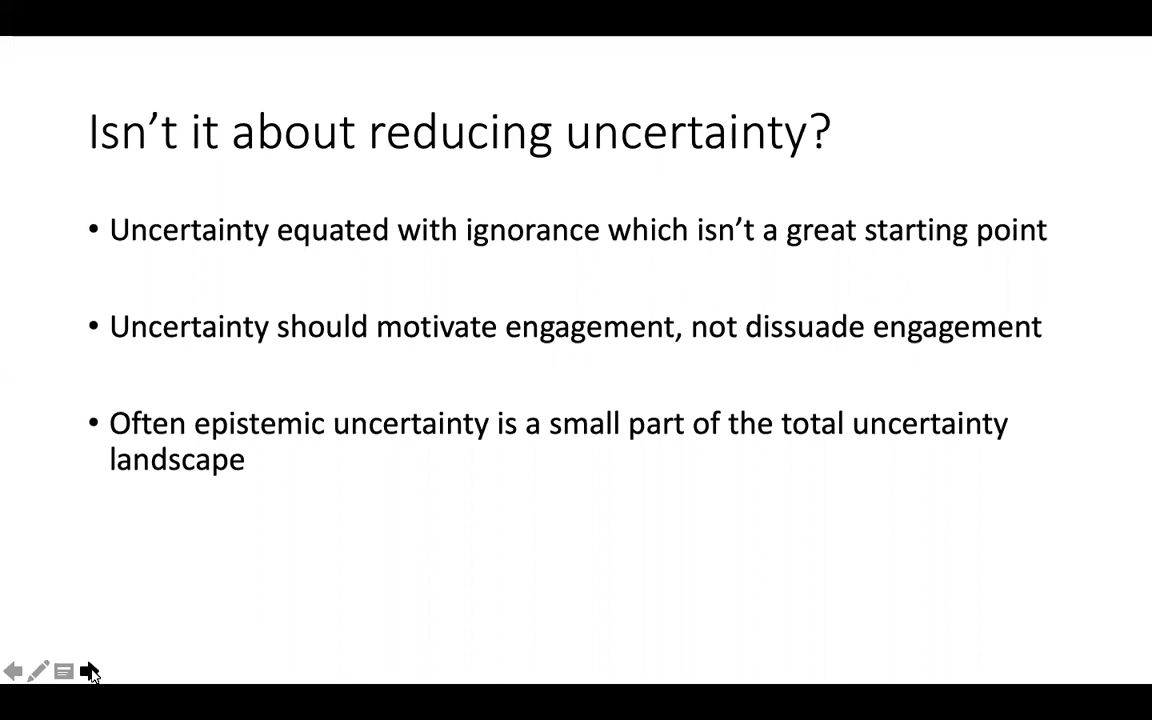 Isn’t it about reducing uncertainty?
• Uncertainty equated with ignorance which isn’t a great starting point
• Uncertainty should motivate engagement, not dissuade engagement
• Often epistemic uncertainty is a small part of the total uncertainty
landscape